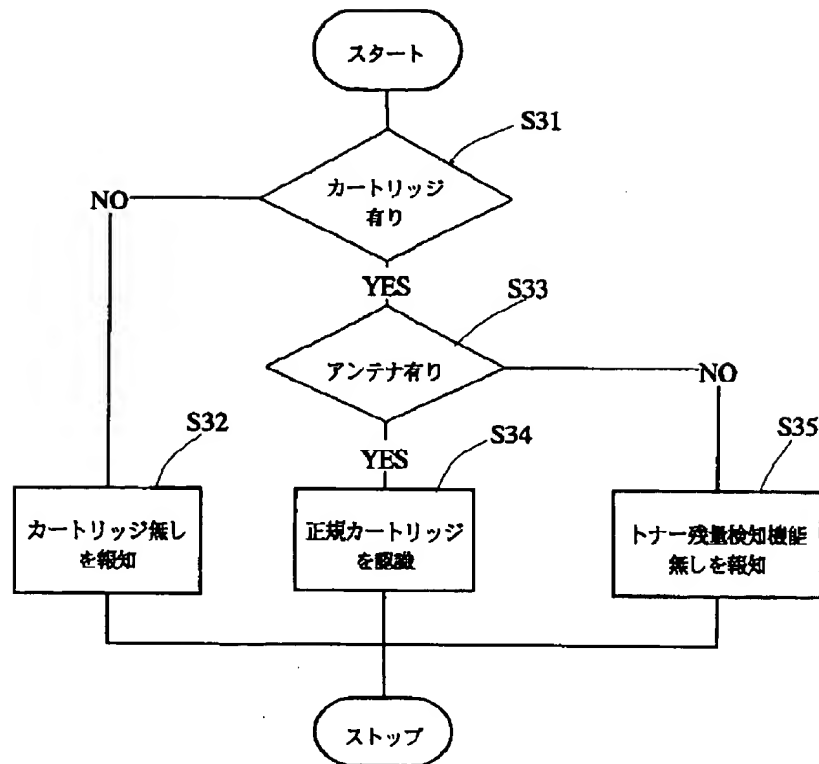 スタート
S31
カートリッジ
有り
NO
YES
S33
アンテナ有り
NO
S32
YES
S34
S35
カートリッジ無し
を報知
正規カートリッジ
を認識
トナー残量検知機能
無しを報知
ストップ